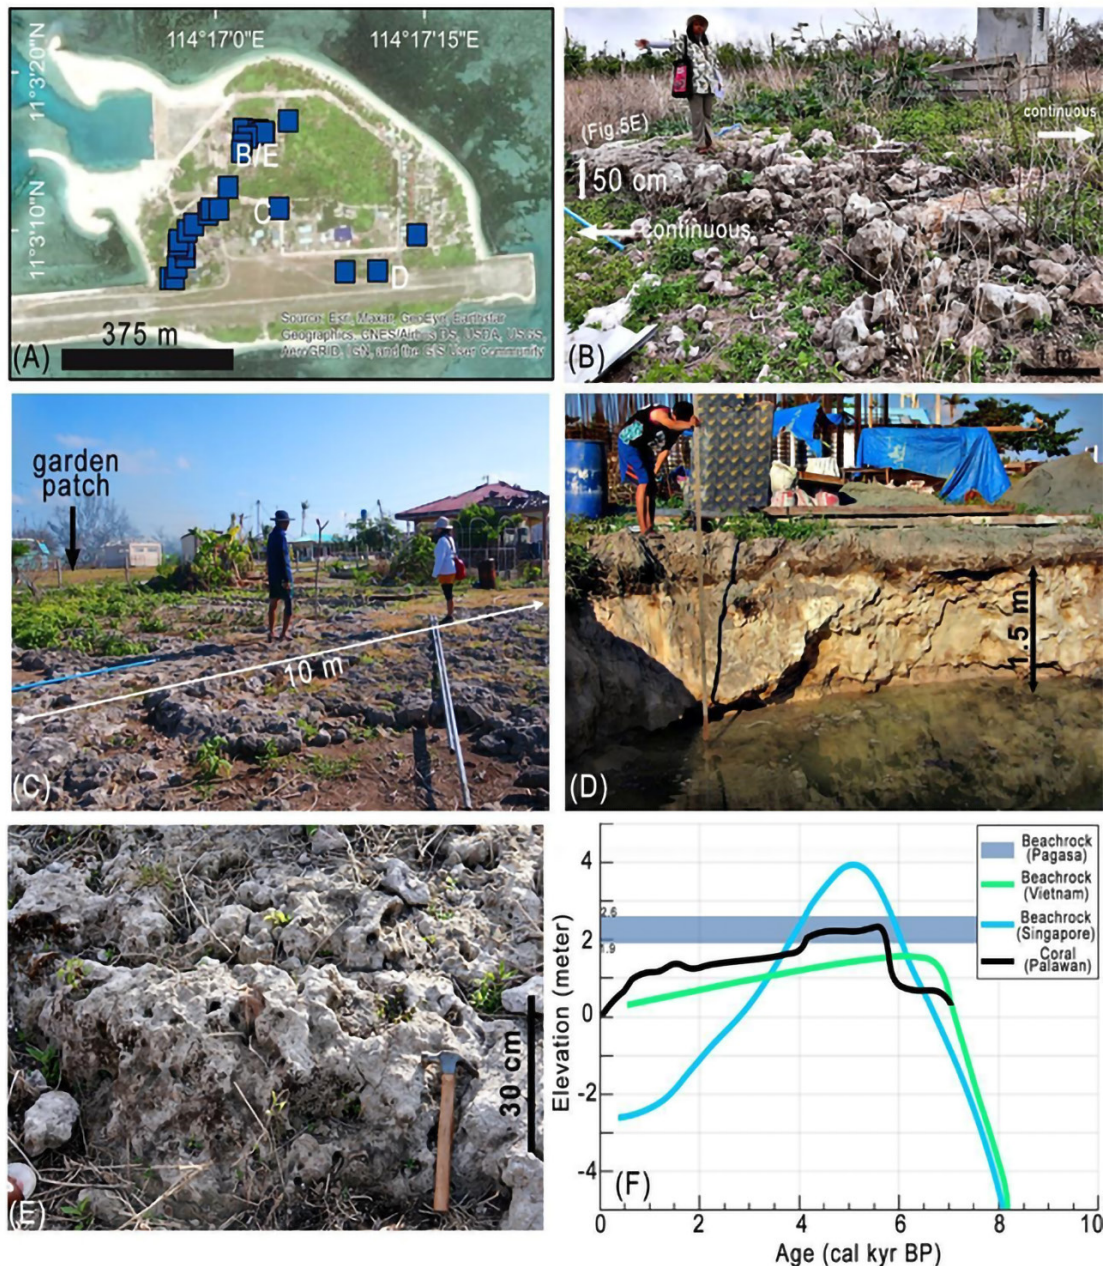 114°17'0"E
114°17'15"E
11°3'20"N
11°3'10"N
B/E
C
D
Source: Esri, Maxar, GeoEye, Earthstar
Geographics, CNES/Airbus DS, USDA, USGS,
AeroGRID, IGN, and the GIS User Community
375 m
(A)
(Fig.5E)
50 cm
continuous
continuous
1 m
(B)
garden
patch
10 m
(C)
1.5 m
(D)
30 cm
(E)
Beachrock
(Pagasa)
Beachrock
(Vietnam)
Beachrock
(Singapore)
Coral
(Palawan)
2.6
1.9
4
2
0
-2
-4
Elevation (meter)
(F)
0
2
4
6
8
10
Age (cal kyr BP)